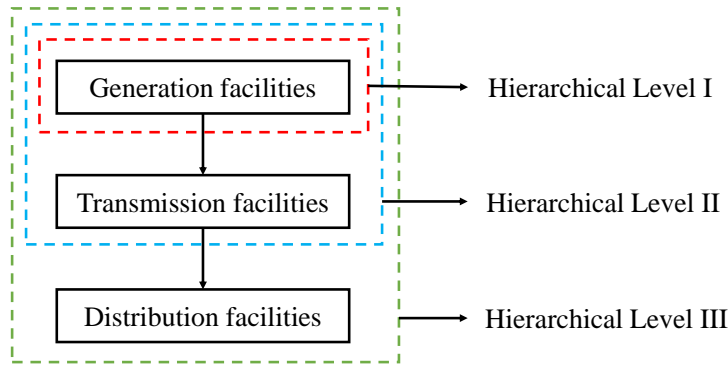 Generation facilities
Hierarchical Level I
Transmission facilities
Hierarchical Level II
Distribution facilities
Hierarchical Level III